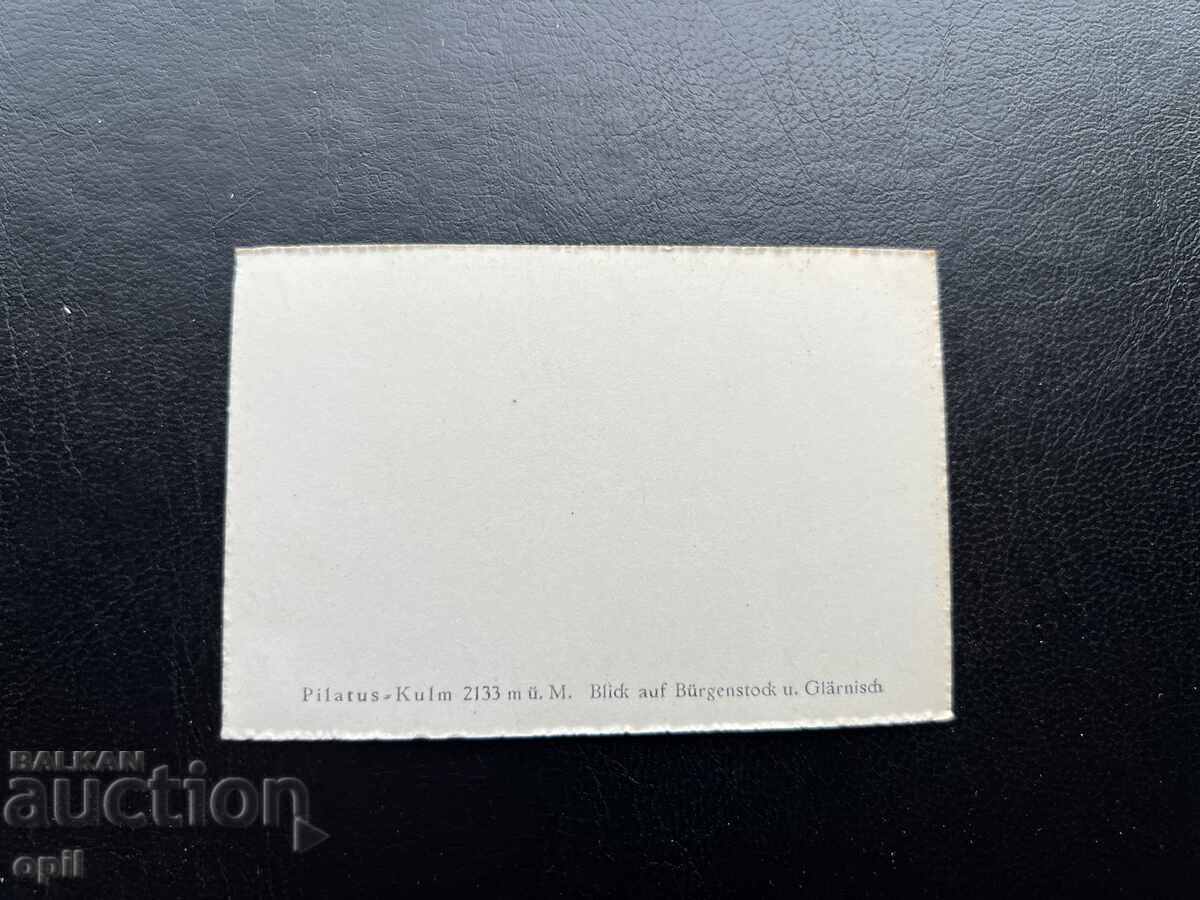 Pilatus-Kulm 2133 m ü. M. Blick auf Bürgenstock u. Glärnisch
BALKAN
auction
opil